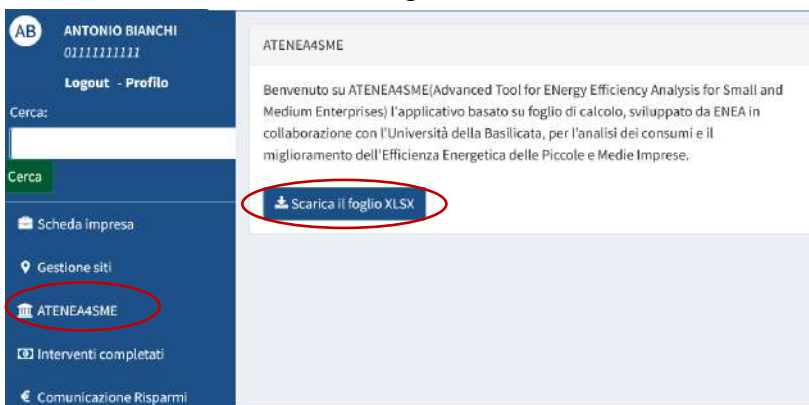 AB
ANTONIO BIANCHI
01111111111
Logout - Profilo
Cerca:
Cerca
Scheda impresa
Gestione siti
ATENEA4SME
Interventi completati
€ Comunicazione Risparmi
ATENEA4SME
Benvenuto su ATENEA4SME(Advanced Tool for ENergy Efficiency Analysis for Small and
Medium Enterprises) l'applicativo basato su foglio di calcolo, sviluppato da ENEA in
collaborazione con l'Università della Basilicata, per l'analisi dei consumi e il
miglioramento dell'Efficienza Energetica delle Piccole e Medie Imprese.
Scarica il foglio XLSX